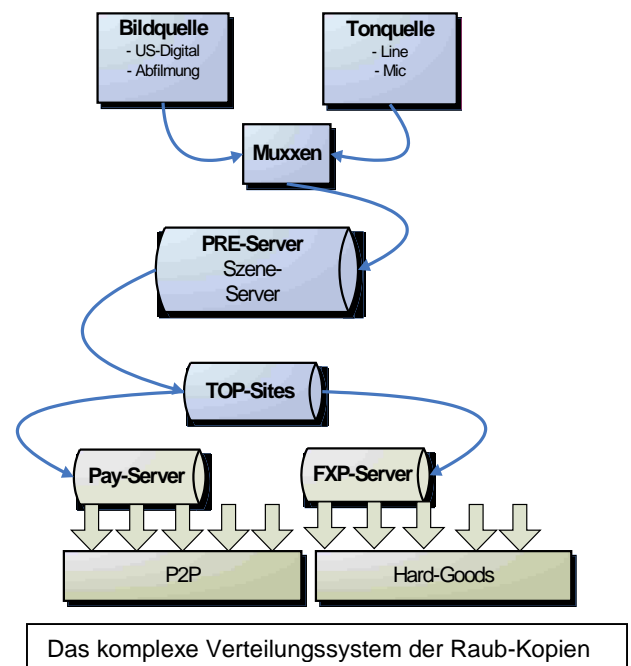 Bildquelle
- US-Digital
- Abfilmung
Tonquelle
- Line
- Mic
Muxxen
PRE-Server
Szene-
Server
TOP-Sites
Pay-Server
FXP-Server
P2P
Hard-Goods
Das komplexe Verteilungssystem der Raub-Kopien